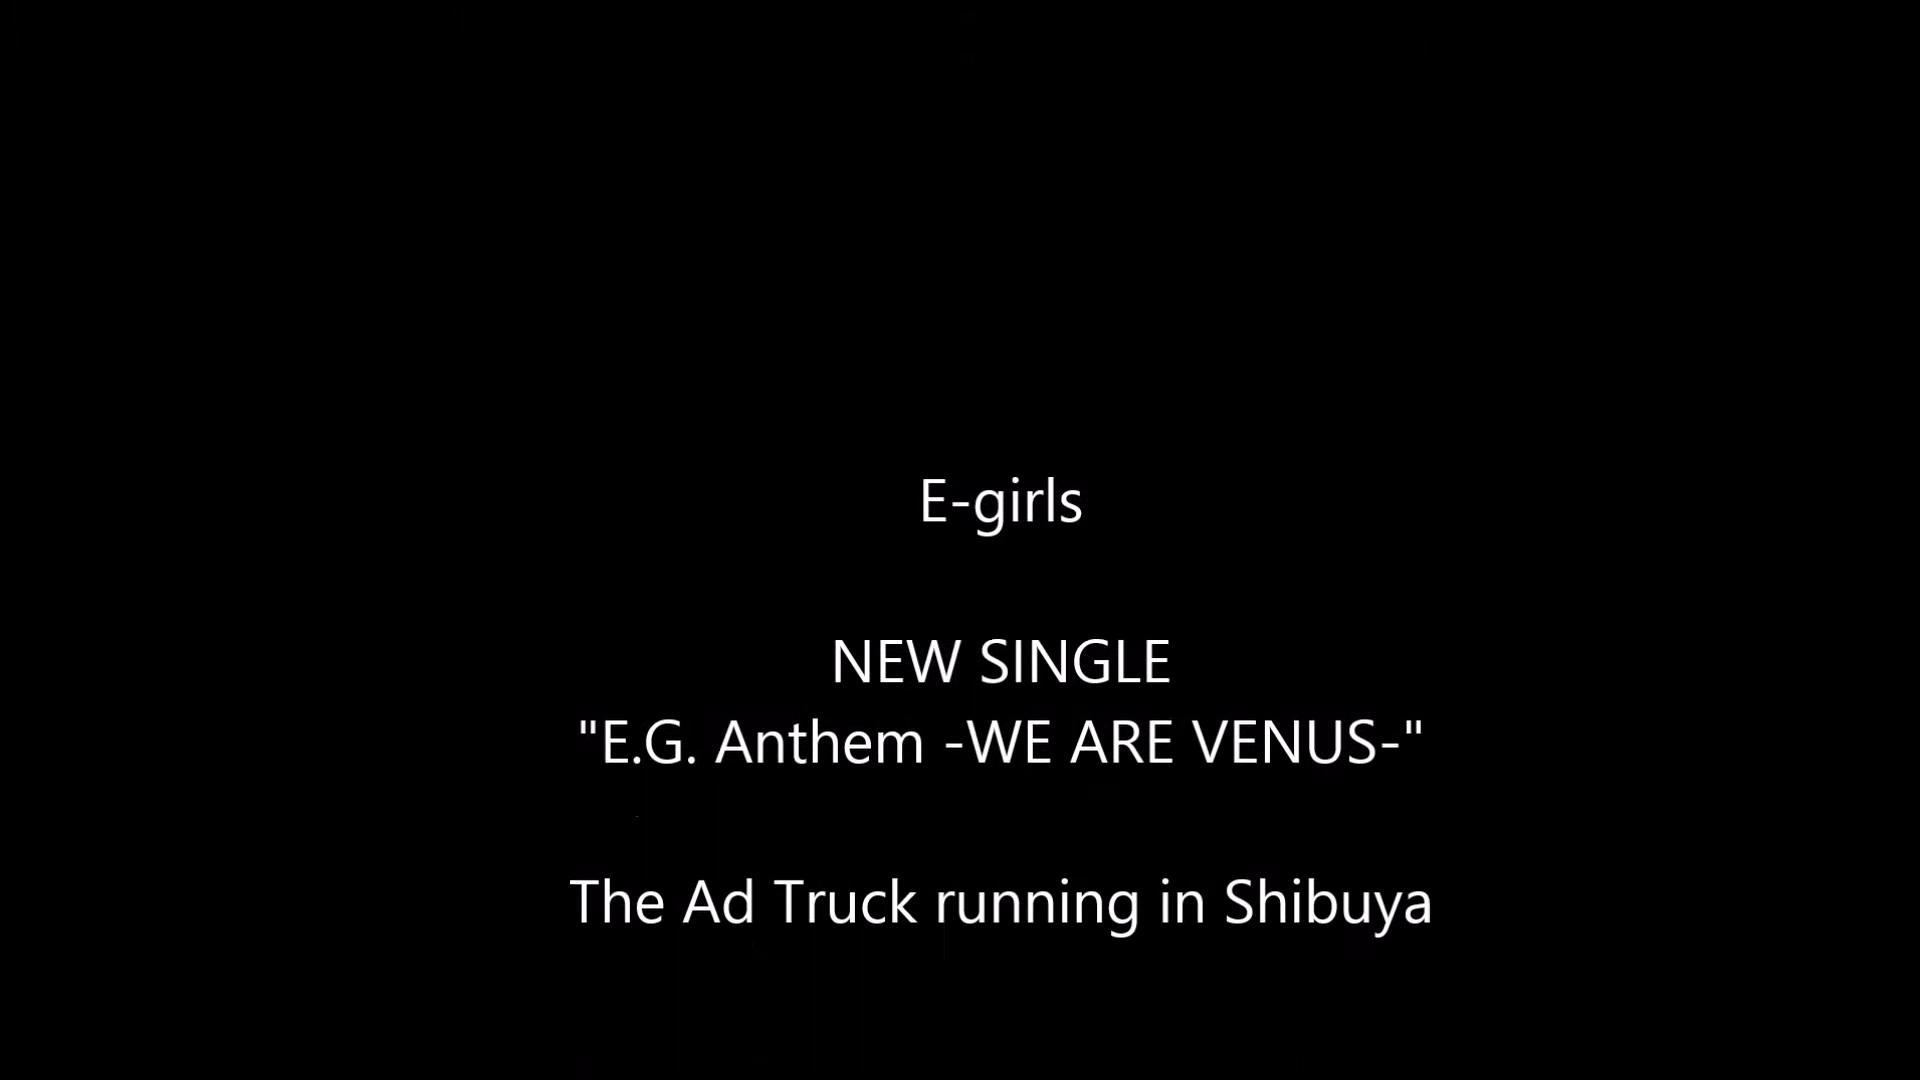 E-girls
NEW SINGLE
"E.G. Anthem -WE ARE VENUS-"
The Ad Truck running in Shibuya